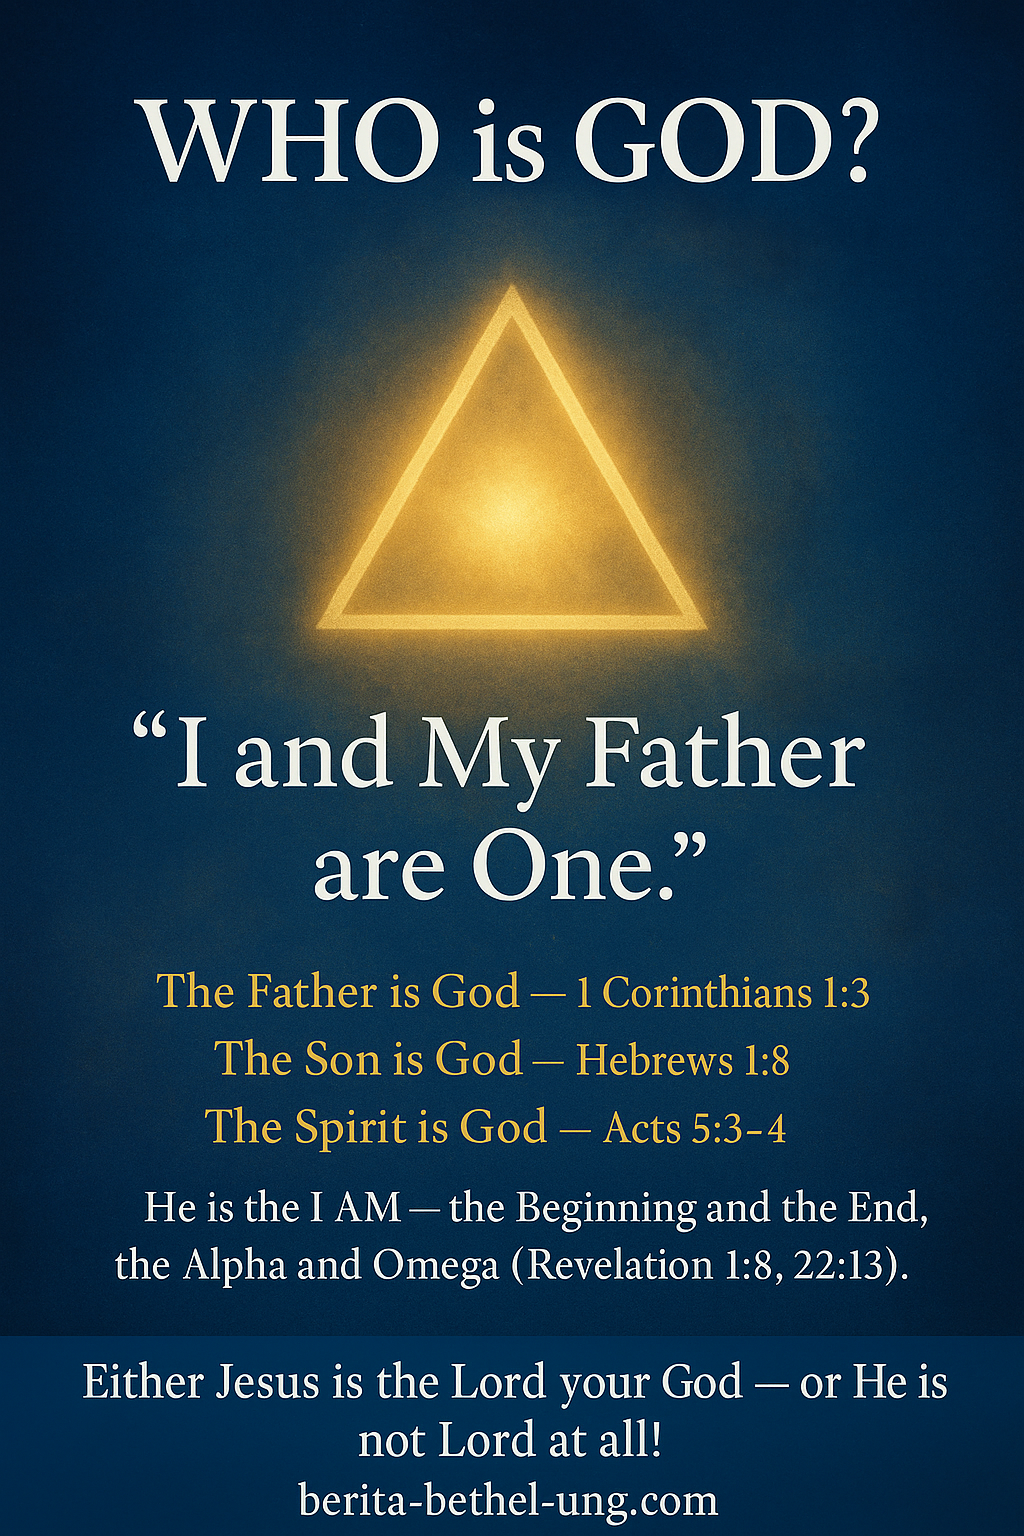 WHO is GOD?
“I and My Father
are One.”
The Father is God — 1 Corinthians 1:3
The Son is God — Hebrews 1:8
The Spirit is God — Acts 5:3–4
He is the I AM — the Beginning and the End,
the Alpha and Omega (Revelation 1:8, 22:13).
Either Jesus is the Lord your God — or He is
not Lord at all!
berita-bethel-ung.com